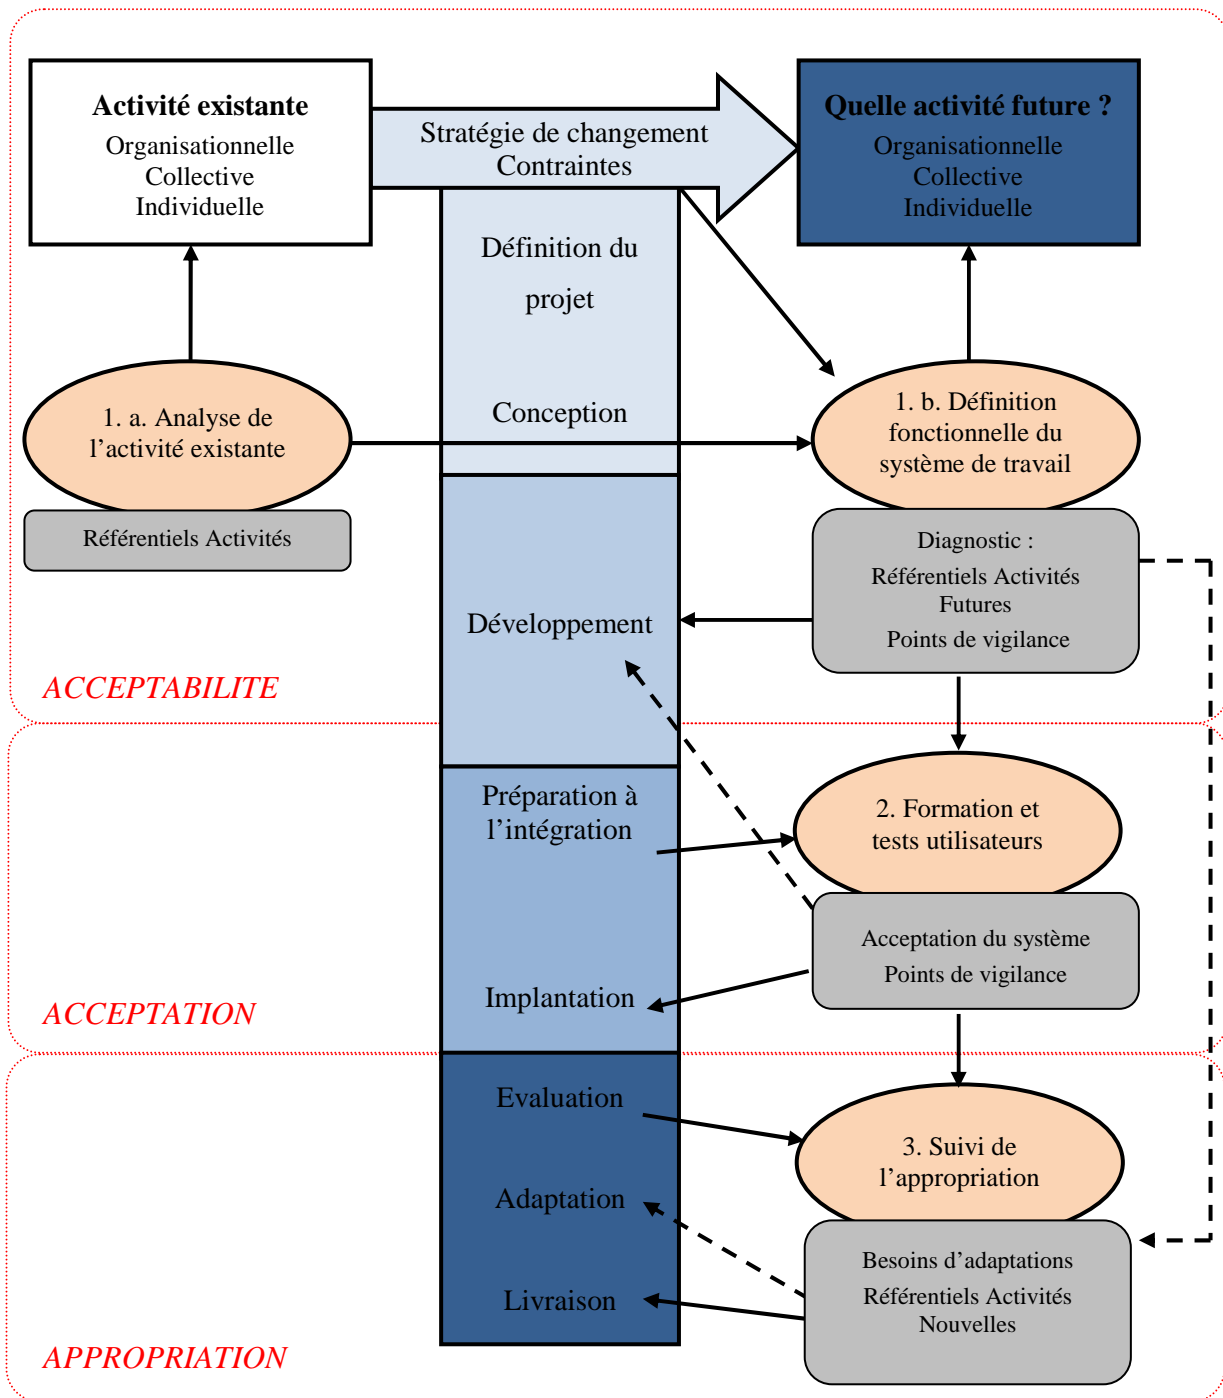 Activité existante
Organisationnelle
Collective
Individuelle
Stratégie de changement
Contraintes
Quelle activité future ?
Organisationnelle
Collective
Individuelle
Définition du
projet
Conception
1. a. Analyse de
l’activité existante
Référentiels Activités
1. b. Définition
fonctionnelle du
système de travail
Diagnostic :
Référentiels Activités
Futures
Points de vigilance
Développement
ACCEPTABILITE
Préparation à
l’intégration
2. Formation et
tests utilisateurs
Acceptation du système
Points de vigilance
Implantation
ACCEPTATION
Evaluation
3. Suivi de
l’appropriation
Adaptation
Besoins d’adaptations
Référentiels Activités
Nouvelles
Livraison
APPROPRIATION